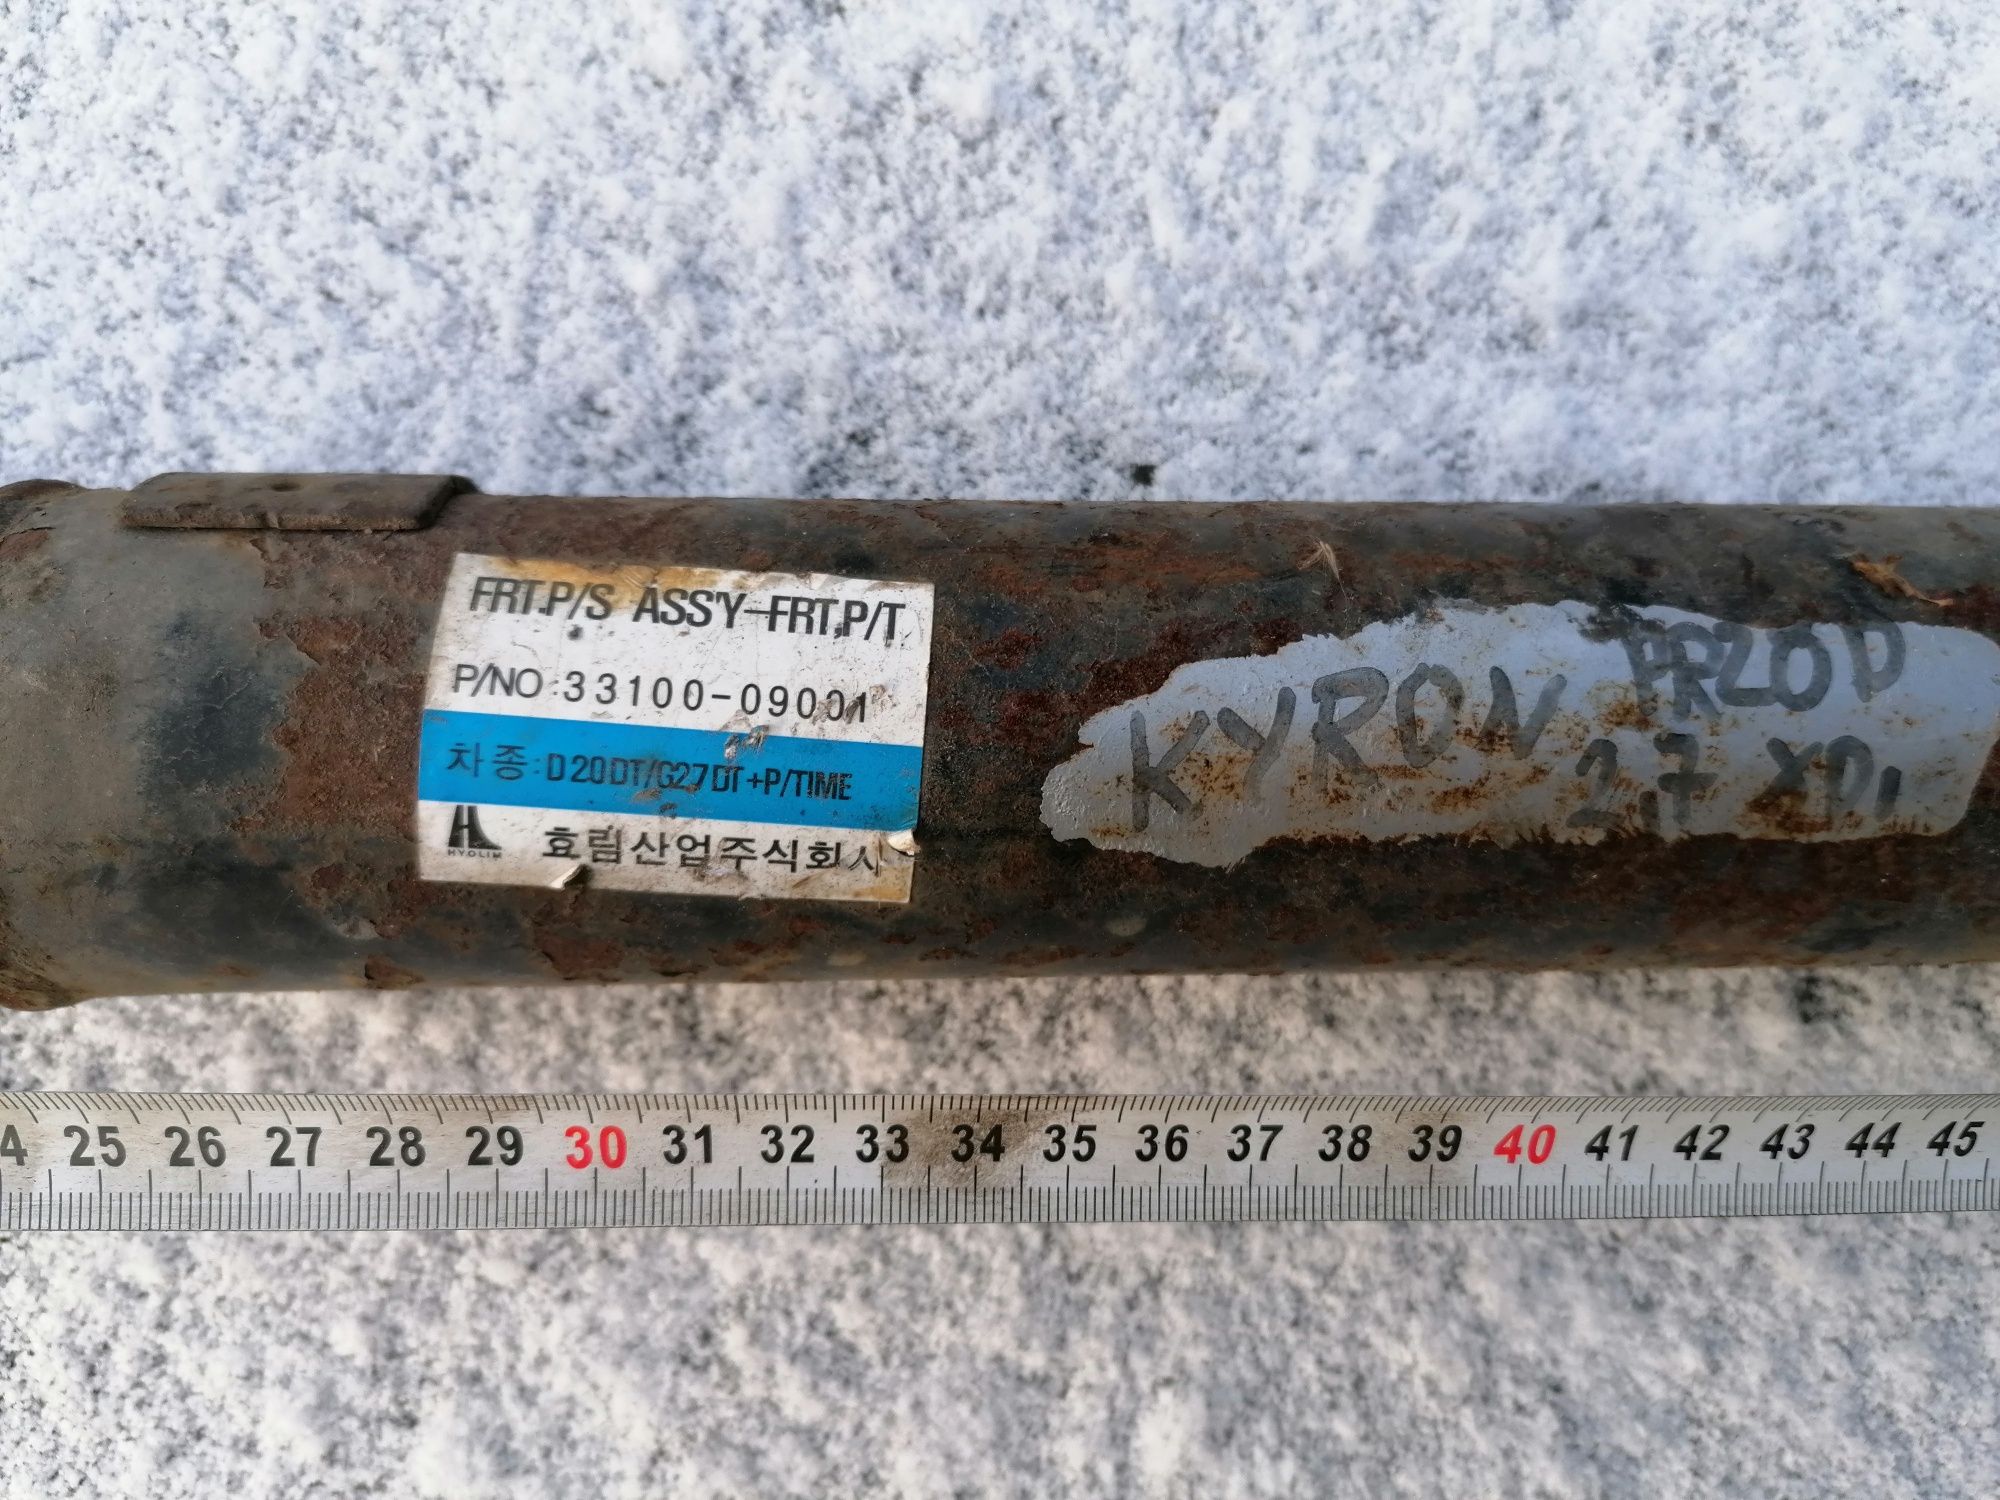 FRT.P/S ASS'Y-FRT.P/T
P/NO:33100-09001
차종:D20DT/G27DT+P/TIME
HYOLIM 효림산업주식회사
KYRON PRZOD
2,7 XDI
4 25 26 27 28 29 30 31 32 33 34 35 36 37 38 39 40 41 42 43 44 45